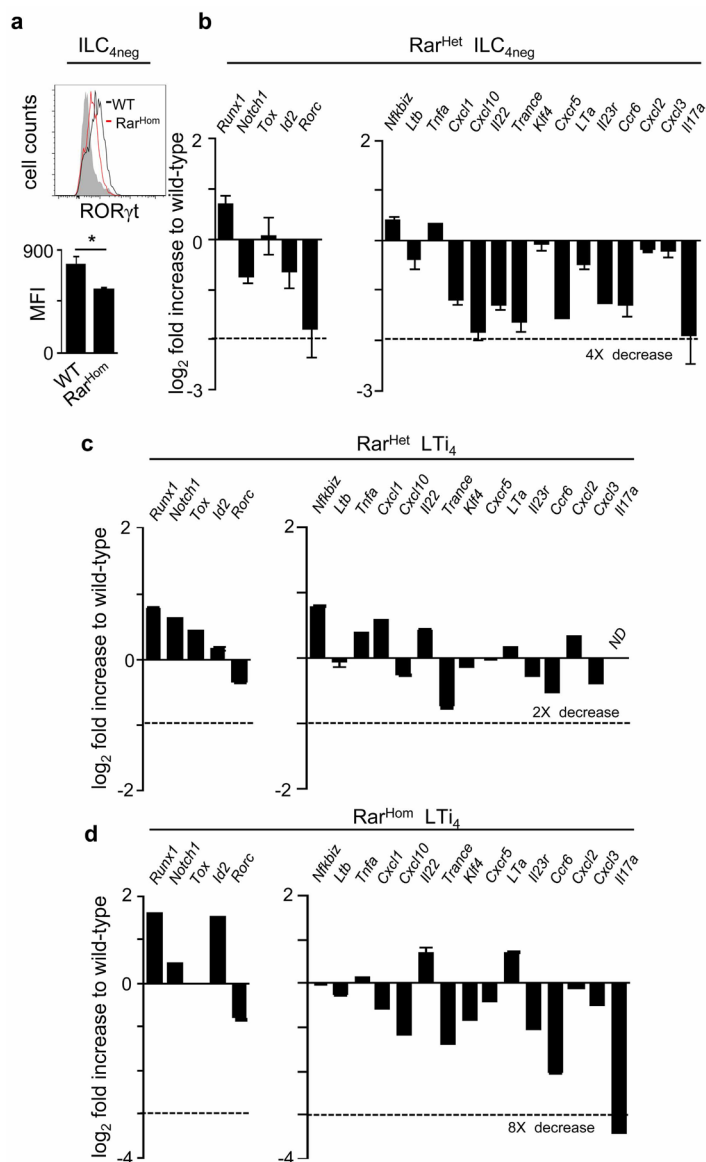 a
ILC4neg
WT
RarHom
cell counts
RORγt
*
900
MFI
0
WT
RarHom
b
RarHet ILC4neg
Runx1
Notch1
Tox
Id2
Rorc
Nfkbiz
Ltb
Tnfa
Cxcl1
Cxcl10
Il22
Trance
Klf4
Cxcr5
LTa
Il23r
Ccr6
Cxcl2
Cxcl3
Il17a
log2 fold increase to wild-type
2
0
-3
2
-3
4X decrease
c
RarHet LTi4
Runx1
Notch1
Tox
Id2
Rorc
Nfkbiz
Ltb
Tnfa
Cxcl1
Cxcl10
Il22
Trance
Klf4
Cxcr5
LTa
Il23r
Ccr6
Cxcl2
Cxcl3
Il17a
log2 fold increase to wild-type
2
0
-2
2
0
-2
ND
2X decrease
d
RarHom LTi4
Runx1
Notch1
Tox
Id2
Rorc
Nfkbiz
Ltb
Tnfa
Cxcl1
Cxcl10
Il22
Trance
Klf4
Cxcr5
LTa
Il23r
Ccr6
Cxcl2
Cxcl3
Il17a
log2 fold increase to wild-type
2
0
-4
2
0
-4
8X decrease